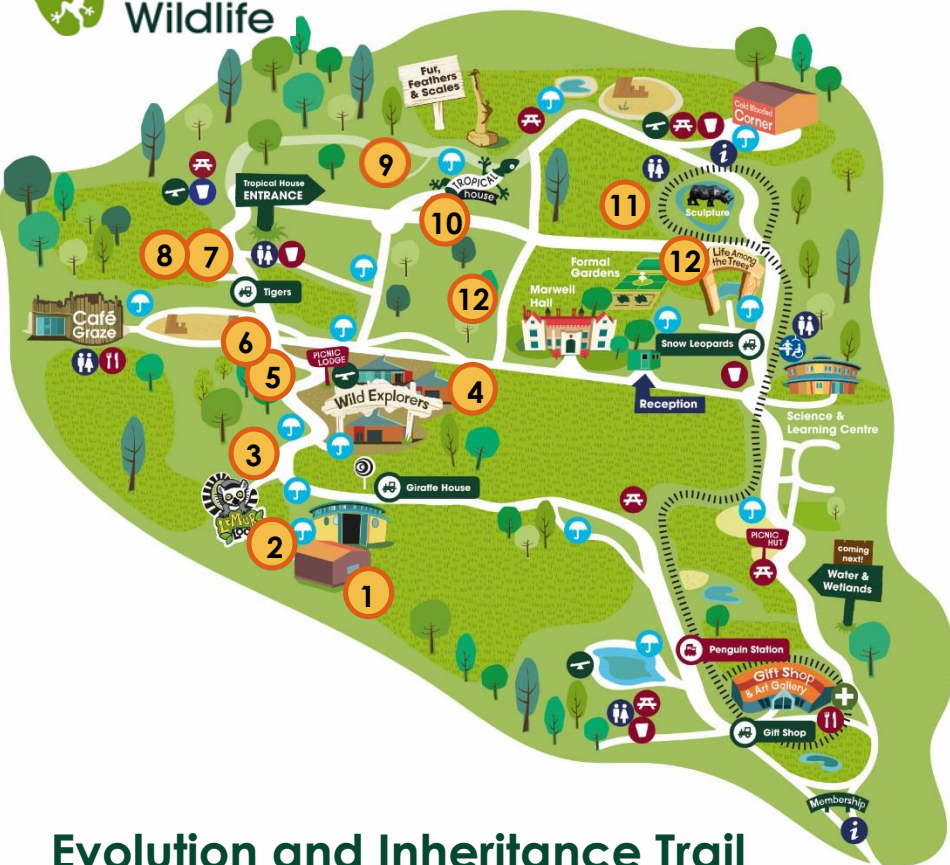 Wildlife
Fur,
Feathers
& Scales
Cold Blooded
Corner
i
9
TROPICAL
house
Tropical House
ENTRANCE
10
11
Sculpture
8
7
12
Life Among
the Trees
Formal
Gardens
Tigers
12
Marwell
Hall
Café
Graze
6
Snow Leopards
PICNIC
LODGE
5
4
Wild Explorers
Reception
Science &
Learning Centre
3
Giraffe House
LEMUR
LOOP
2
PICNIC
HUT
coming
next!
Water &
Wetlands
1
Penguin Station
Gift Shop
& Art Gallery
Gift Shop
Membership
i
Evolution and Inheritance Trail